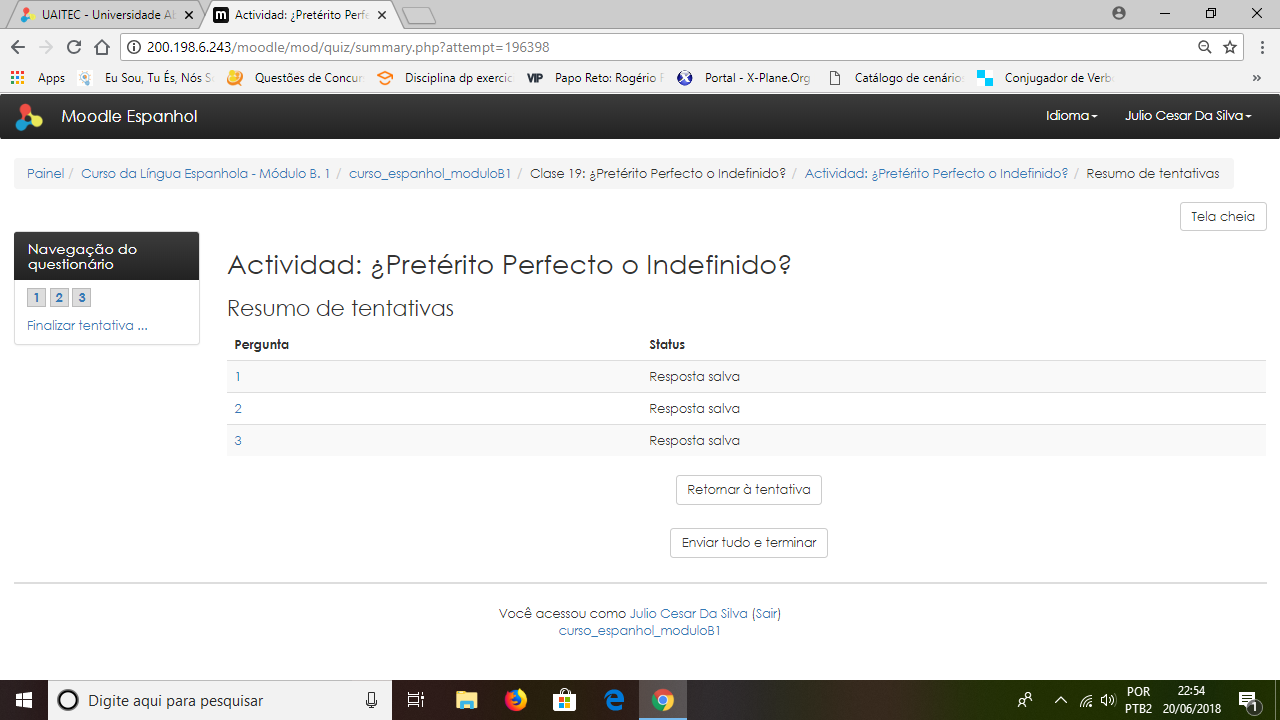 UAITEC - Universidade Ab
Actividad: ¿Pretérito Perfe
200.198.6.243/moodle/mod/quiz/summary.php?attempt=196398
Apps Eu Sou, Tu És, Nós S Questões de Concur Disciplina dp exercic VIP Papo Reto: Rogério F Portal - X-Plane.Org Catálogo de cenário Conjugador de Verb »
Moodle Espanhol Idioma Julio Cesar Da Silva
Painel / Curso da Língua Espanhola - Módulo B. 1 / curso_espanhol_moduloB1 / Clase 19: ¿Pretérito Perfecto o Indefinido? / Actividad: ¿Pretérito Perfecto o Indefinido? / Resumo de tentativas
Tela cheia
Navegação do
questionário
1 2 3
Finalizar tentativa ...
Actividad: ¿Pretérito Perfecto o Indefinido?
Resumo de tentativas
Pergunta Status
1 Resposta salva
2 Resposta salva
3 Resposta salva
Retornar à tentativa
Enviar tudo e terminar
Você acessou como Julio Cesar Da Silva (Sair)
curso_espanhol_moduloB1
Digite aqui para pesquisar
POR
PTB2
22:54
20/06/2018
1